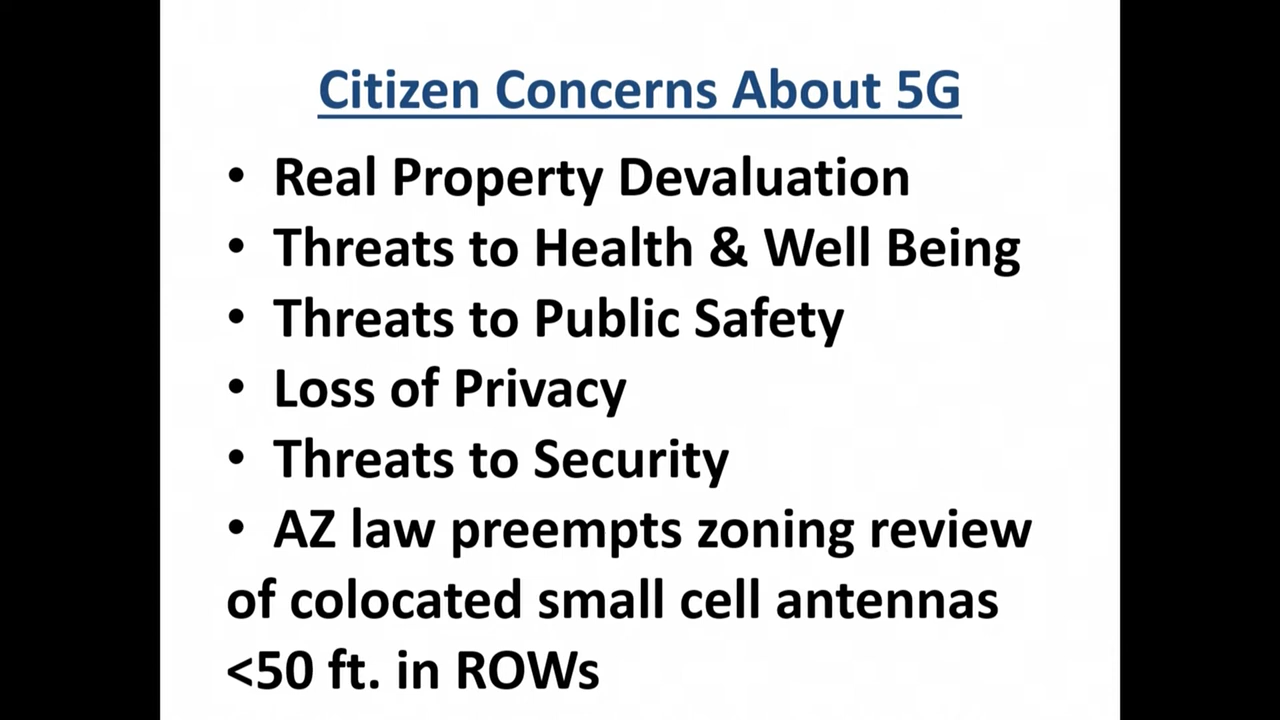 Citizen Concerns About 5G
• Real Property Devaluation
• Threats to Health & Well Being
• Threats to Public Safety
• Loss of Privacy
• Threats to Security
• AZ law preempts zoning review
of colocated small cell antennas
<50 ft. in ROWs